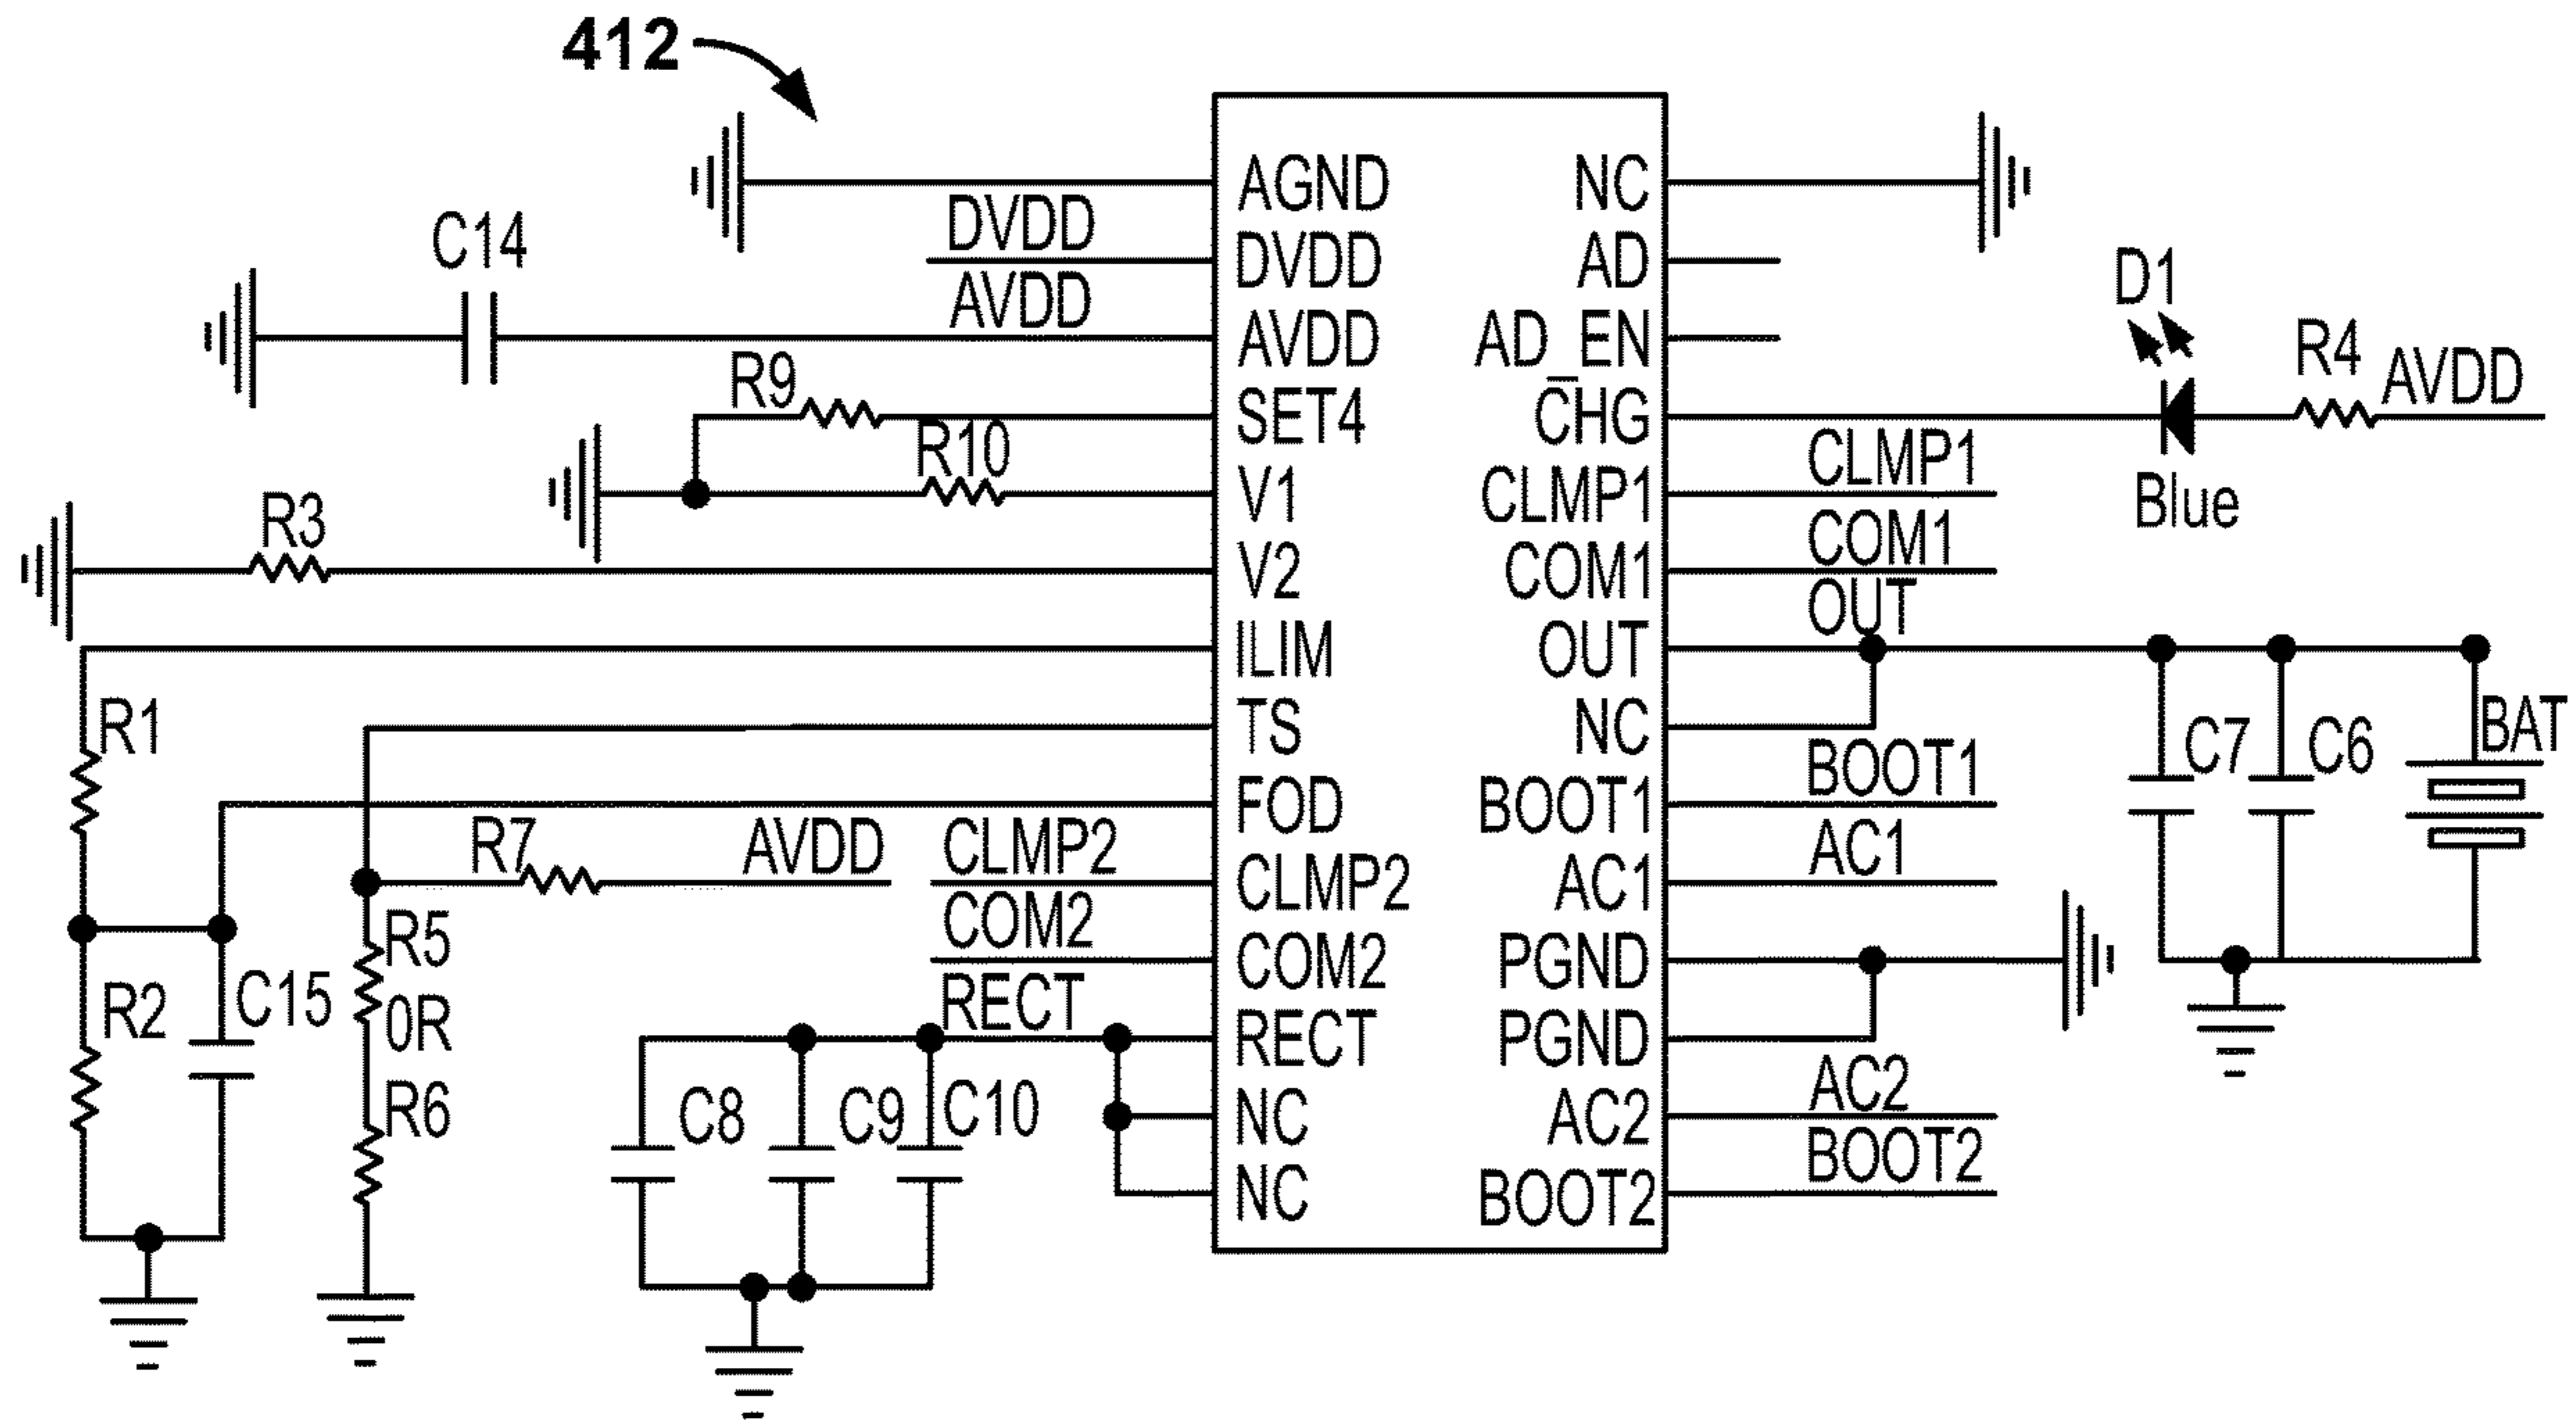 412
AGND NC
DVDD
DVDD AD
C14
AVDD
AVDD AD_EN
D1
R4
AVDD
R9
SET4 CHG
Blue
R10
V1 CLMP1
CLMP1
R3
V2 COM1
COM1
OUT
ILIM OUT
R1
TS NC
C7
C6
BAT
BOOT1
FOD BOOT1
R7
AVDD
CLMP2
CLMP2 AC1
AC1
R5
0R
R6
COM2
COM2 PGND
R2
C15
RECT
RECT PGND
C8
C9
C10
NC AC2
AC2
BOOT2
NC BOOT2